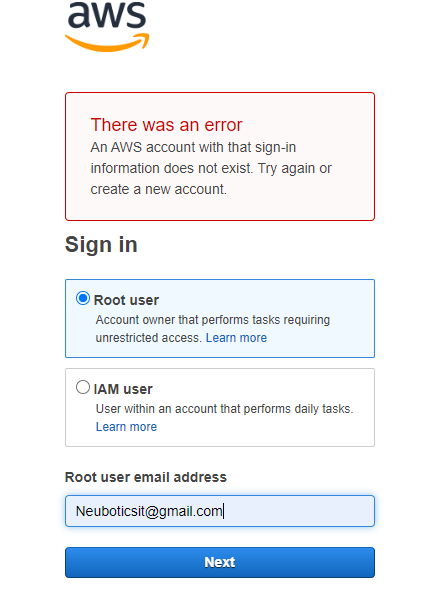 aws
There was an error
An AWS account with that sign-in
information does not exist. Try again or
create a new account.
Sign in
Root user
Account owner that performs tasks requiring
unrestricted access. Learn more
IAM user
User within an account that performs daily tasks.
Learn more
Root user email address
Neuboticsit@gmail.com
Next